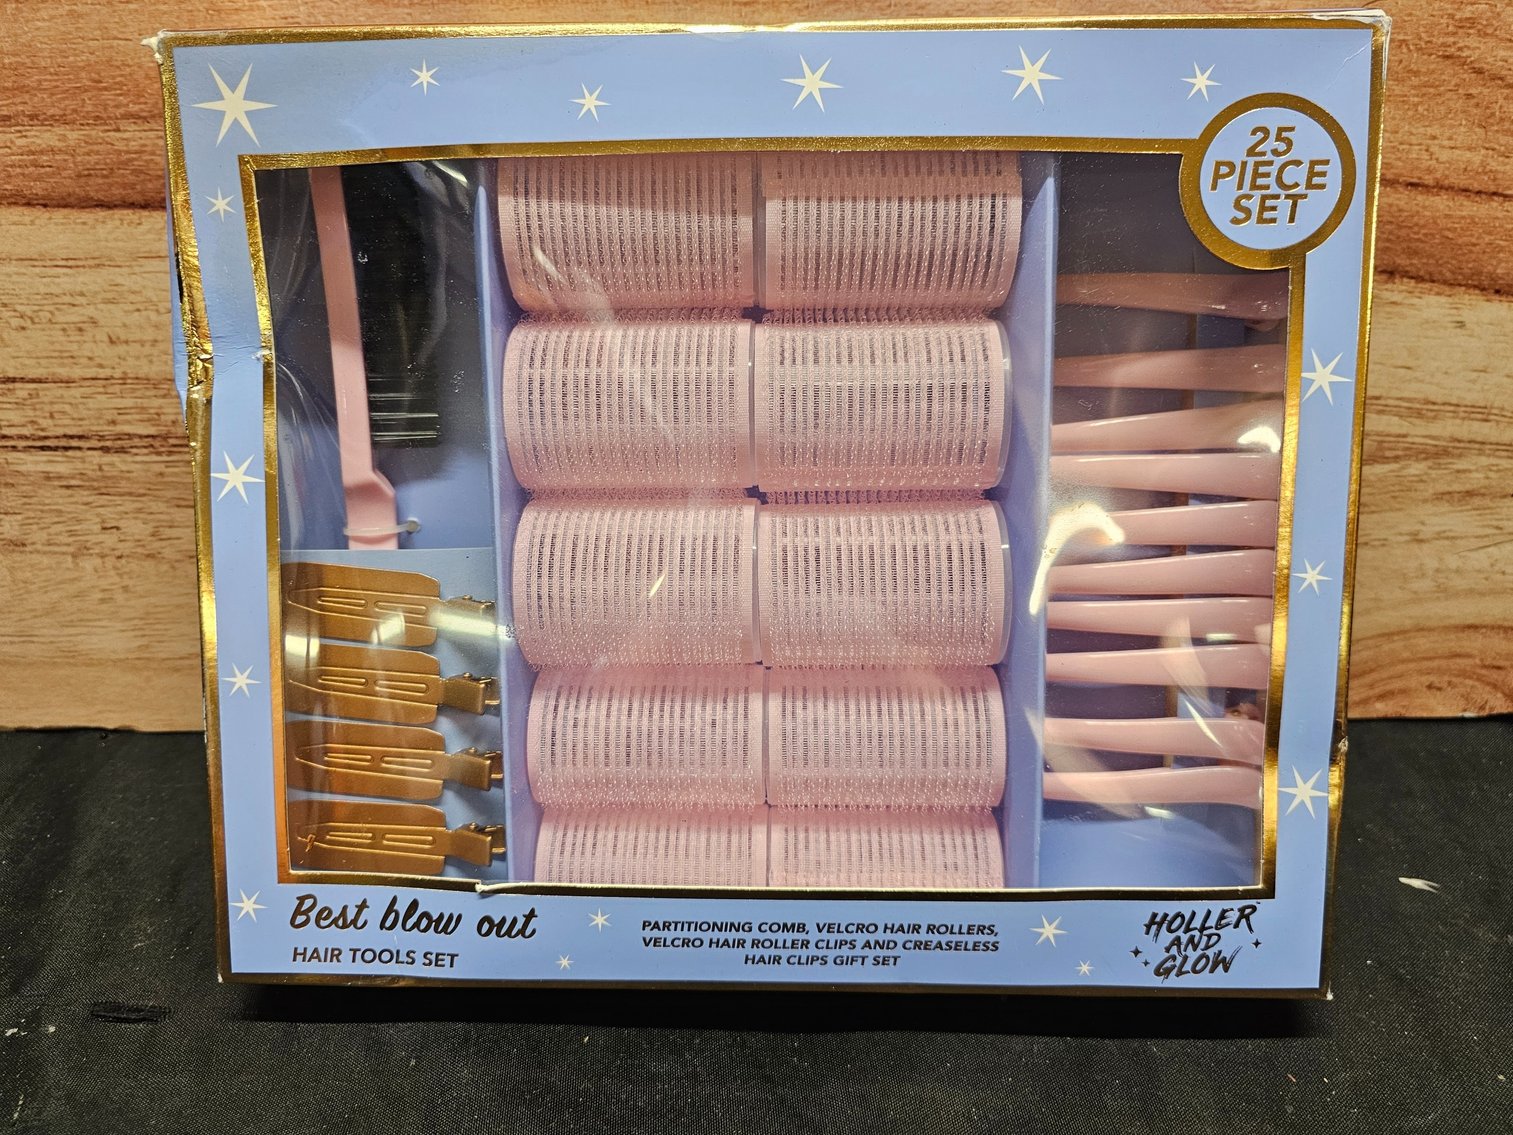 25
PIECE
SET
Best blow out
HAIR TOOLS SET
PARTITIONING COMB, VELCRO HAIR ROLLERS,
VELCRO HAIR ROLLER CLIPS AND CREASELESS
HAIR CLIPS GIFT SET
HOLLER™
AND
GLOW